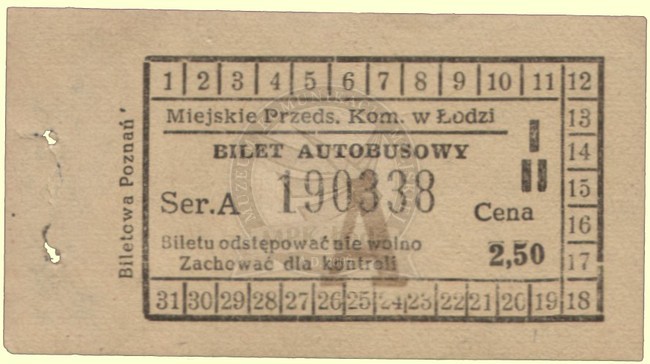 1 2 3 4 5 6 7 8 9 10 11 12
Miejskie Przeds. Kom. w Łodzi
13
BILET AUTOBUSOWY
I
14
II
15
Ser.A 190338
Cena
16
Biletu odstępować nie wolno
2,50
17
Zachować dla kontroli
31 30 29 28 27 26 25 24 23 22 21 20 19 18
A
Biletowa Poznań